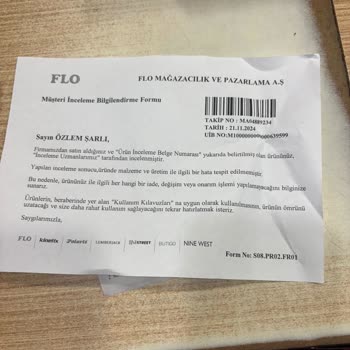 FLO
FLO MAĞAZACILIK VE PAZARLAMA A.Ş
Müşteri İnceleme Bilgilendirme Formu
TAKİP NO : MA04889234
TARİH : 21.11.2024
ÜİB NO:
Sayın ÖZLEM ŞARLI,
Firmamızdan satın aldığınız ve "Ürün İnceleme Belge Numarası" yukarıda belirtilmiş olan ürününüz,
"İnceleme Uzmanlarımız" tarafından incelenmiştir.
Yapılan inceleme sonucu,üründe malzeme ve üretim ile ilgili bir hata tespit edilmemiştir.
Bu nedenle, ürününüz ile ilgili her hangi bir iade, değişim veya onarım işlemi yapılamayacağını bilginize
sunarız.
Ürünlerin, beraberinde yer alan "Kullanım Kılavuzları" na uygun olarak kullanılmasının, ürünün ömrünü
uzatacağı ve size daha rahat kullanım sağlayacağını tekrar hatırlatmak isteriz.
Saygılarımızla,
FLO kinetix Polaris LUMBERJACK STREET BUTIGO NINE WEST
Form No: S08.PR02.FR01